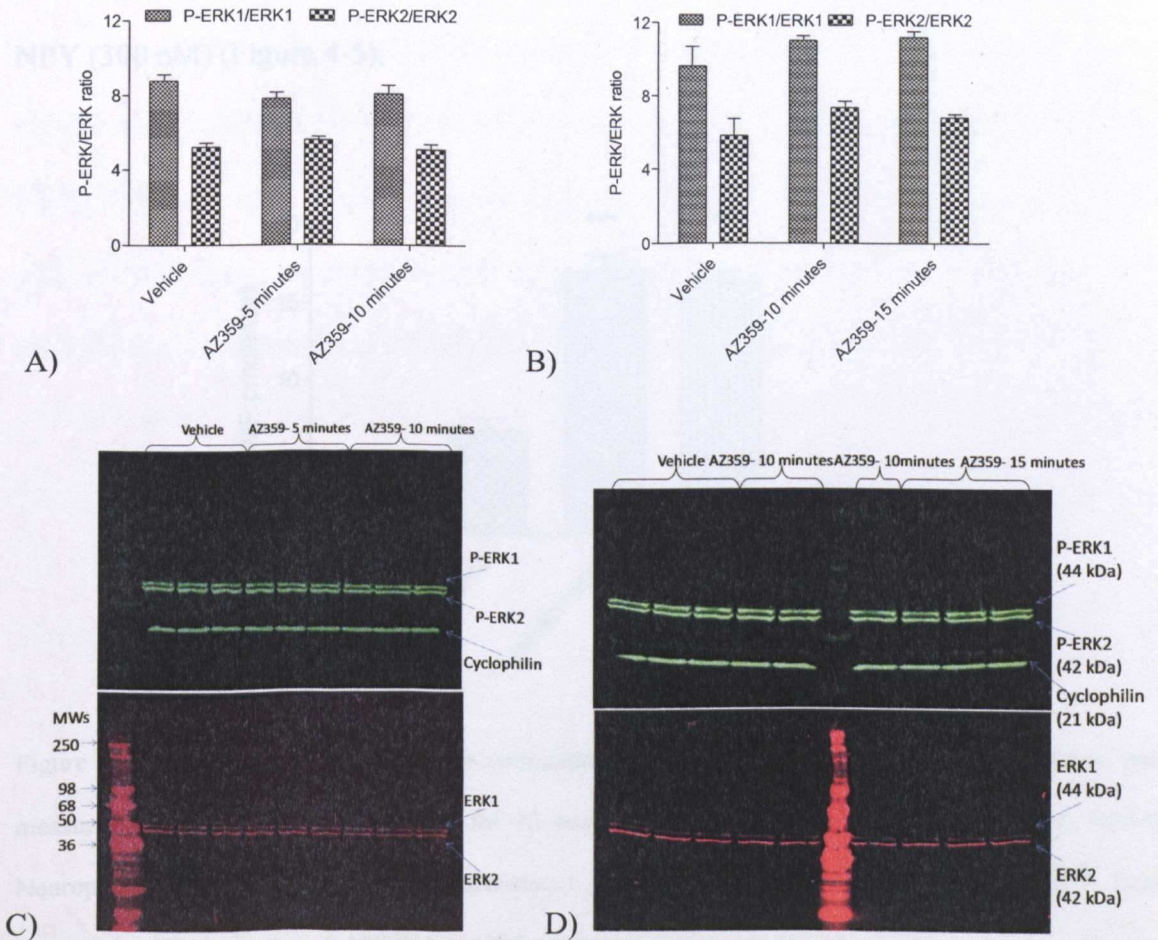 12
P-ERK1/ERK1
P-ERK2/ERK2
8
4
0
P-ERK/ERK ratio
Vehicle
AZ359-5 minutes
AZ359-10 minutes
A)
12
P-ERK1/ERK1
P-ERK2/ERK2
8
4
0
P-ERK/ERK ratio
Vehicle
AZ359-10 minutes
AZ359-15 minutes
B)
NPY (300 nM) (Figure 4-5).
Vehicle AZ359- 5 minutes AZ359- 10 minutes
P-ERK1
P-ERK2
Cyclophilin
MWs
250
98
68
50
36
ERK1
ERK2
C)
Vehicle AZ359- 10 minutes AZ359- 10minutes AZ359- 15 minutes
P-ERK1
(44 kDa)
P-ERK2
(42 kDa)
Cyclophilin
(21 kDa)
ERK1
(44 kDa)
ERK2
(42 kDa)
D)
Figure